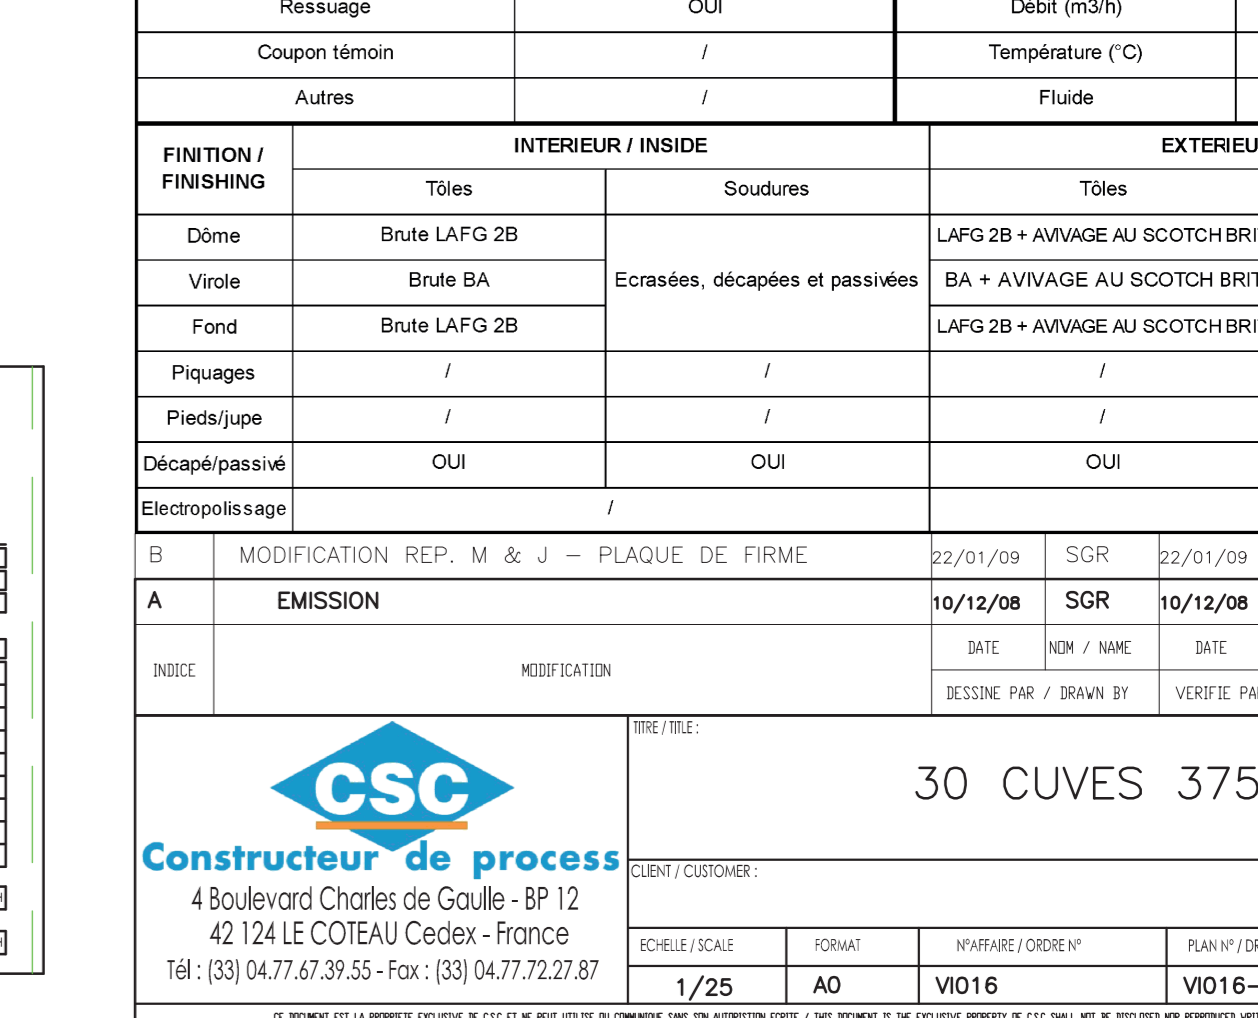 Ressuage OUI Débit (m3/h)
Coupon témoin / Température (°C)
Autres / Fluide
FINITION / FINISHING INTERIEUR / INSIDE
Tôles Soudures Tôles
Dôme Brute LAFG 2B LAFG 2B + AVIVAGE AU SCOTCH
Virole Brute BA Ecrasées, décapées et passivées BA + AVIVAGE AU SCOTCH
Fond Brute LAFG 2B LAFG 2B + AVIVAGE AU SCOTCH
Piquages / / /
Pieds/jupe / / /
Décapé/passivé OUI OUI OUI
Electropolissage /
B MODIFICATION REP. M & J - PLAQUE DE FIRME 22/01/09 SGR 22/01/09
A EMISSION 10/12/08 SGR 10/12/08
INDICE MODIFICATION DATE NOM / NAME DATE
DESSINE PAR / DRAWN BY VERIFIE
TITRE / TITLE :
30 CUVES 375
CSC
Constructeur de process
4 Boulevard Charles de Gaulle - BP 12
42 124 LE COTEAU Cedex - France
Tél : (33) 04.77.67.39.55 - Fax : (33) 04.77.72.27.87
CLIENT / CUSTOMER :
ECHELLE / SCALE FORMAT N°AFFAIRE / ORDRE N° PLAN N° /
1/25 A0 VI016 VI016-